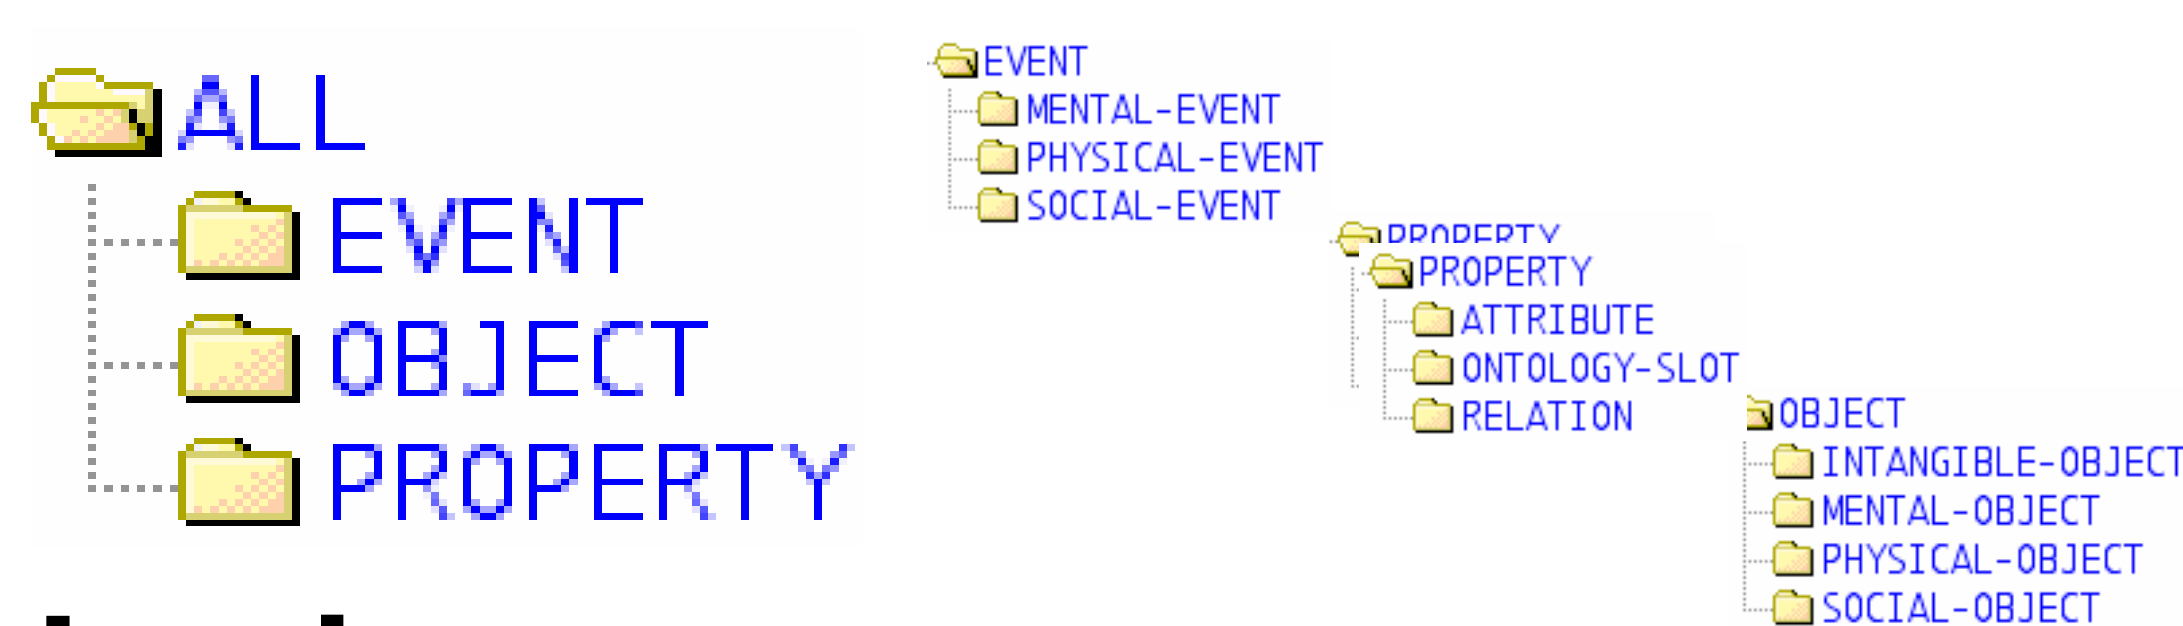 ALL
EVENT
OBJECT
PROPERTY
EVENT
MENTAL-EVENT
PHYSICAL-EVENT
SOCIAL-EVENT
PROPERTY
PROPERTY
ATTRIBUTE
ONTOLOGY-SLOT
RELATION
OBJECT
INTANGIBLE-OBJECT
MENTAL-OBJECT
PHYSICAL-OBJECT
SOCIAL-OBJECT